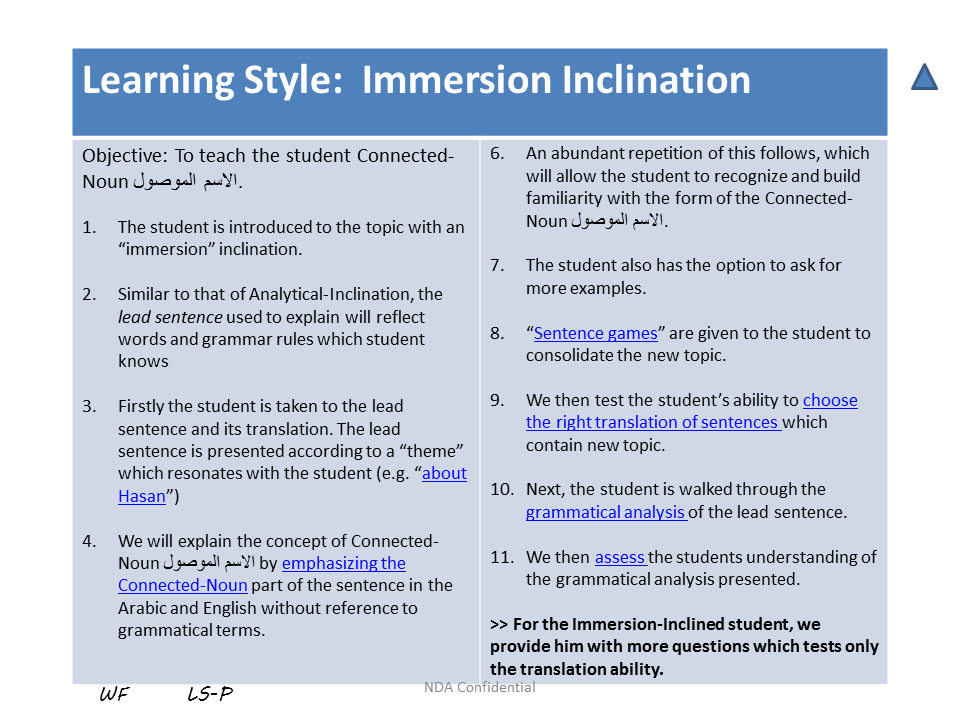 Learning Style:  Immersion Inclination
Objective: To teach the student Connected-
Noun الاسم الموصول.
1. The student is introduced to the topic with an
“immersion” inclination.
2. Similar to that of Analytical-Inclination, the
lead sentence used to explain will reflect
words and grammar rules which student
knows
3. Firstly the student is taken to the lead
sentence and its translation. The lead
sentence is presented according to a “theme”
which resonates with the student (e.g. “about
Hasan”)
4. We will explain the concept of Connected-
Noun الاسم الموصول by emphasizing the
Connected-Noun part of the sentence in the
Arabic and English without reference to
grammatical terms.
6. An abundant repetition of this follows, which
will allow the student to recognize and build
familiarity with the form of the Connected-
Noun الاسم الموصول.
7. The student also has the option to ask for
more examples.
8. “Sentence games” are given to the student to
consolidate the new topic.
9. We then test the student’s ability to choose
the right translation of sentences which
contain new topic.
10. Next, the student is walked through the
grammatical analysis of the lead sentence.
11. We then assess the students understanding of
the grammatical analysis presented.
>> For the Immersion-Inclined student, we
provide him with more questions which tests only
the translation ability.
WF LS-P
NDA Confidential